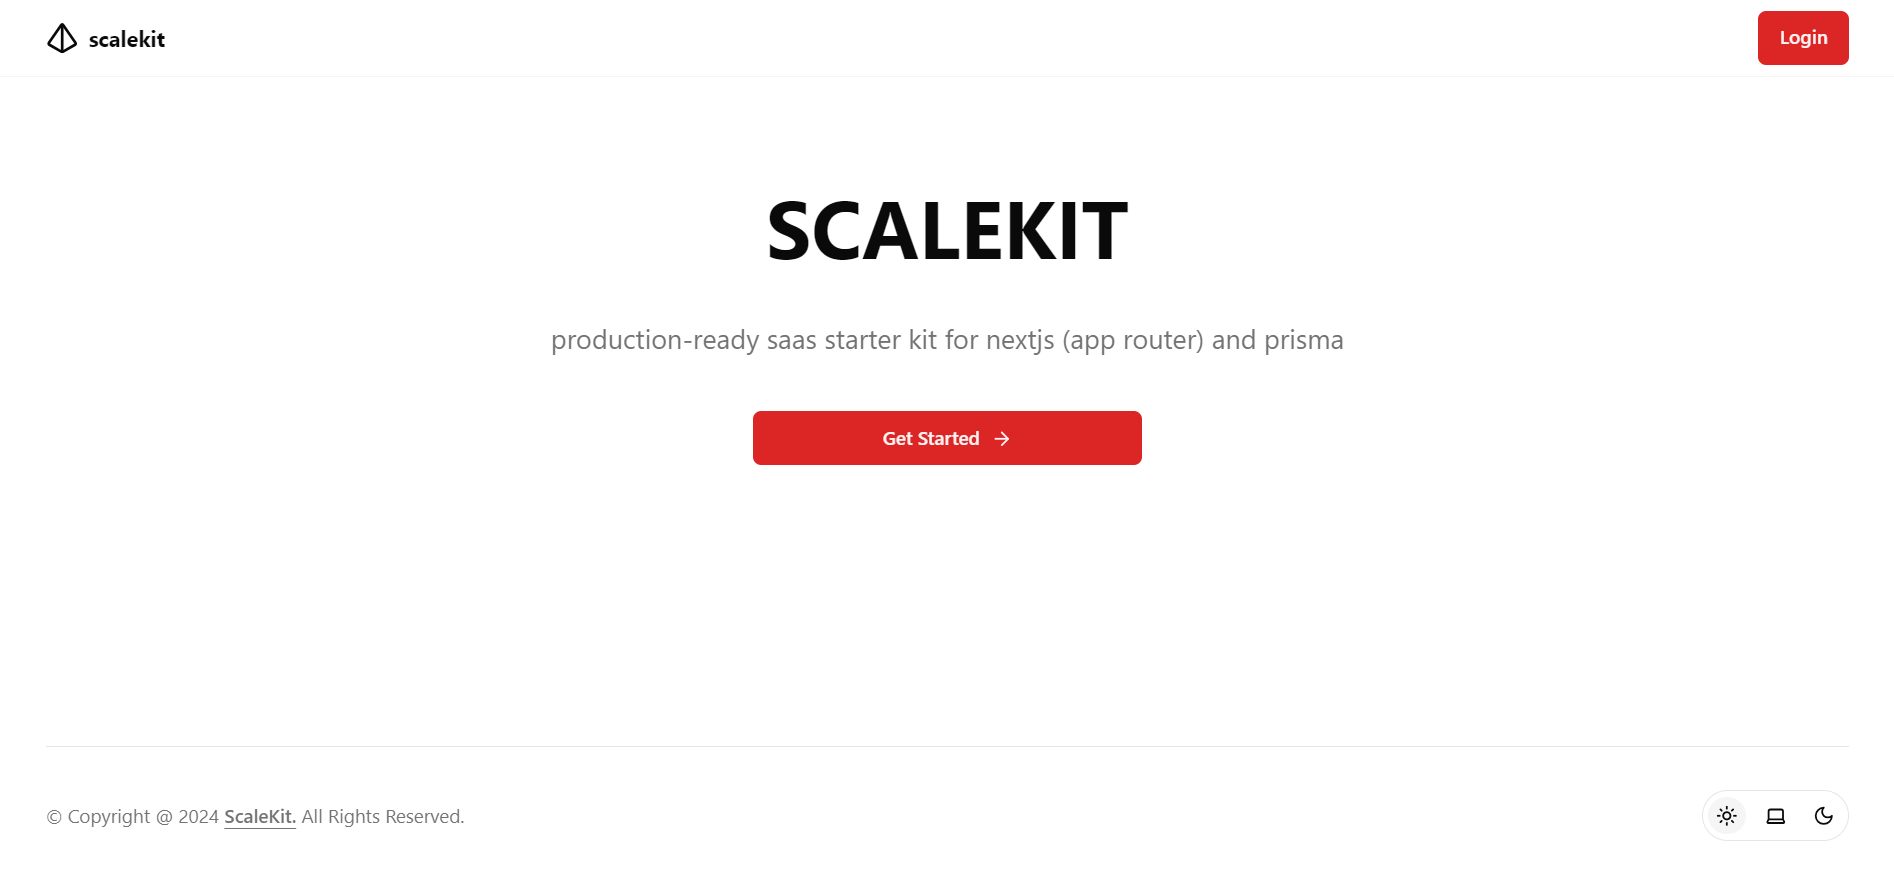 scalekit
Login
SCALEKIT
production-ready saas starter kit for nextjs (app router) and prisma
Get Started
© Copyright @ 2024 ScaleKit. All Rights Reserved.